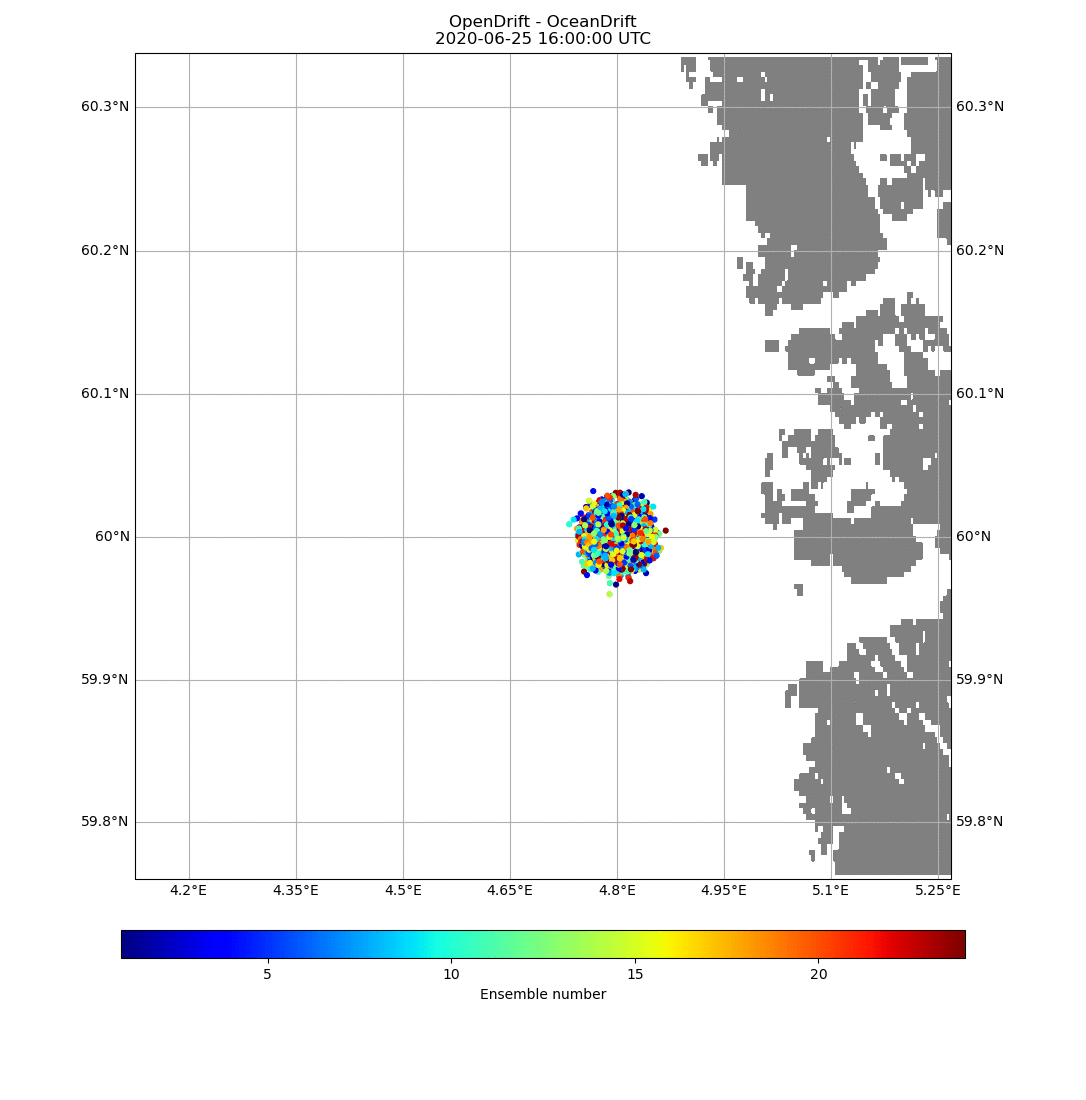 OpenDrift - OceanDrift
2020-06-25 16:00:00 UTC
60.3°N 60.3°N
60.2°N 60.2°N
60.1°N 60.1°N
60°N 60°N
59.9°N 59.9°N
59.8°N 59.8°N
4.2°E 4.35°E 4.5°E 4.65°E 4.8°E 4.95°E 5.1°E 5.25°E
5 10 15 20
Ensemble number